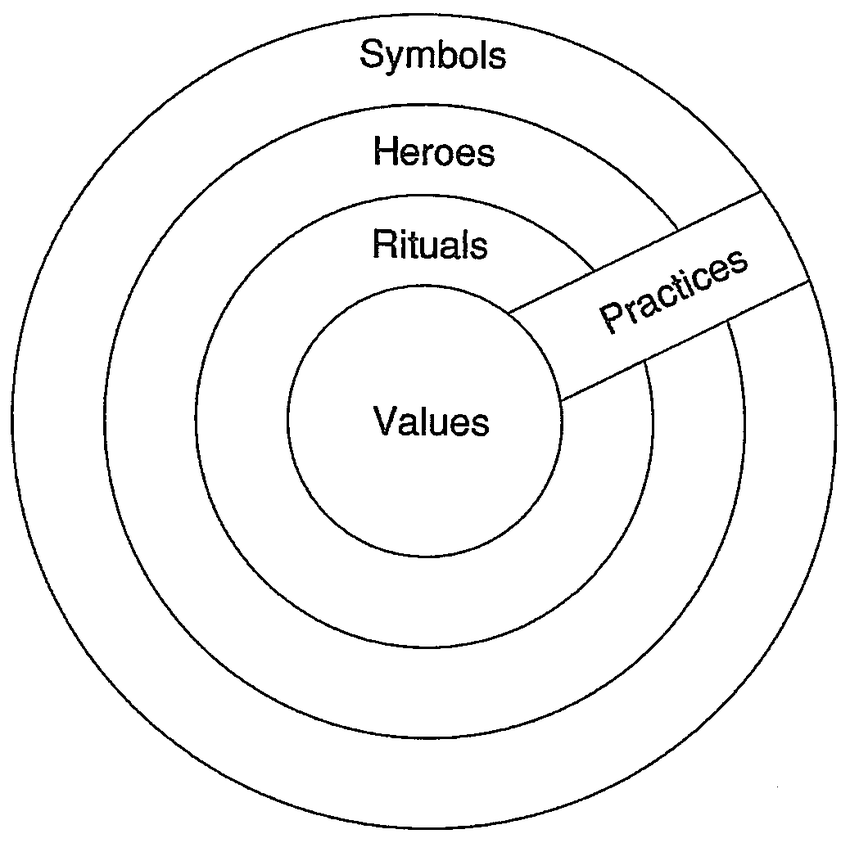 Symbols
Heroes
Rituals
Practices
Values